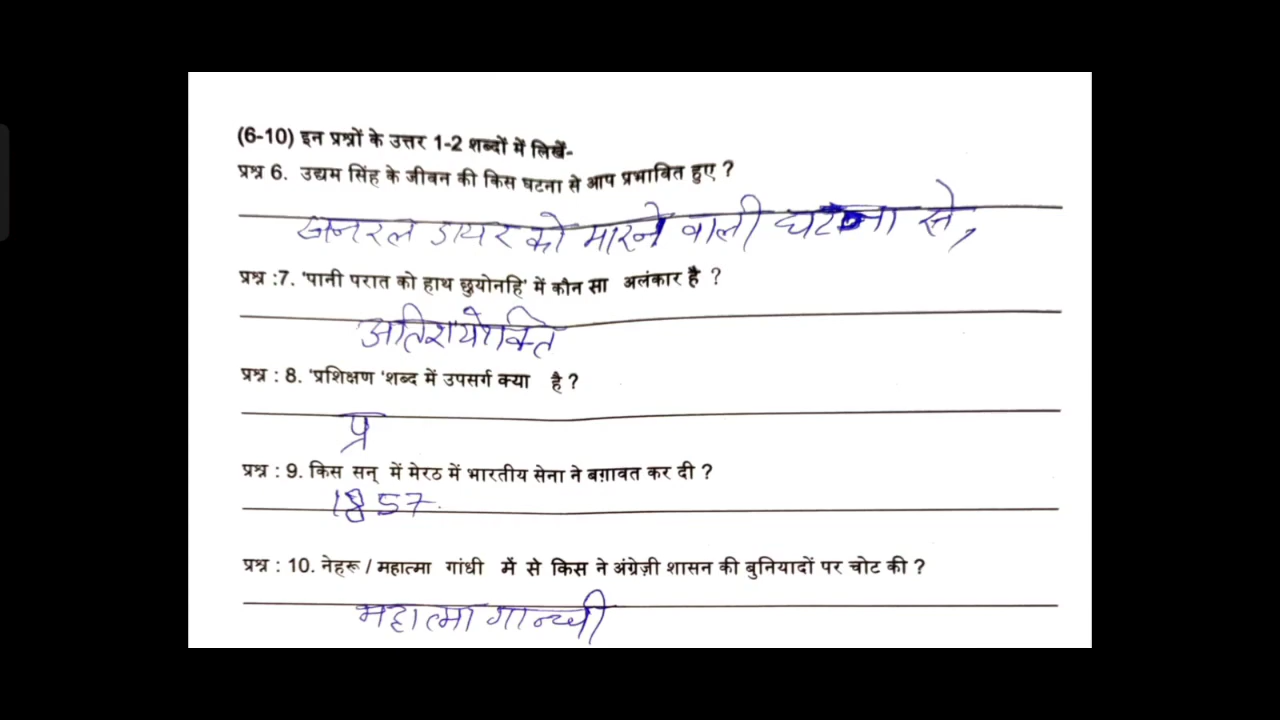 (6-10) इन प्रश्नों के उत्तर 1-2 शब्दों में लिखें-
प्रश्न 6. उद्यम सिंह के जीवन की किस घटना से आप प्रभावित हुए ?
जनरल डायर को मारने वाली घटना से,
प्रश्न :7. 'पानी परात को हाथ छुयोनहि' में कौन सा अलंकार है ?
अतिशयोक्ति
प्रश्न : 8. 'प्रशिक्षण 'शब्द में उपसर्ग क्या है ?
प्र
प्रश्न : 9. किस सन् में मेरठ में भारतीय सेना ने बग़ावत कर दी ?
1857.
प्रश्न : 10. नेहरू / महात्मा गांधी में से किस ने अंग्रेज़ी शासन की बुनियादों पर चोट की ?
महात्मा गान्धी